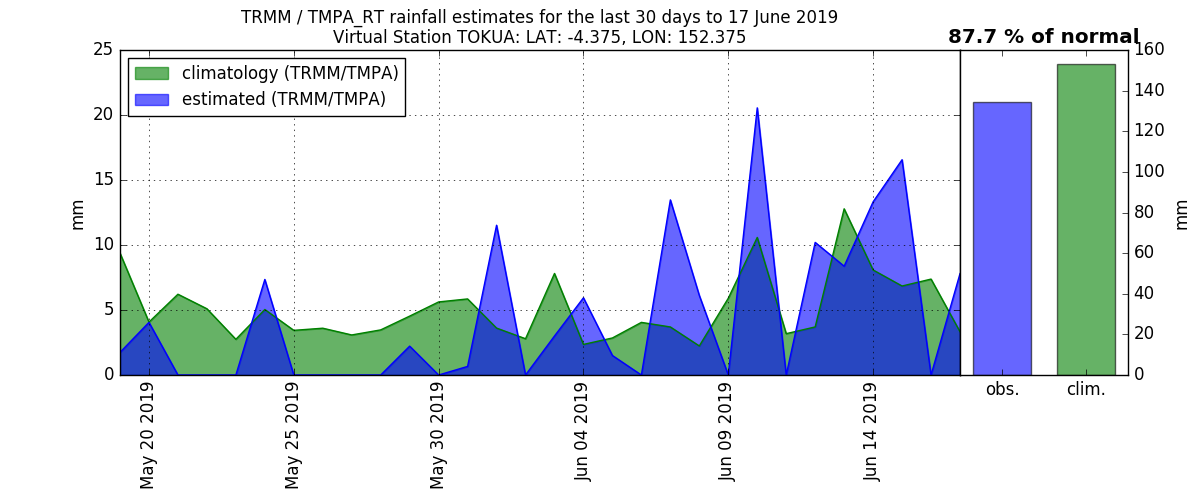 TRMM / TMPA_RT rainfall estimates for the last 30 days to 17 June 2019
Virtual Station TOKUA: LAT: -4.375, LON: 152.375
87.7 % of normal
climatology (TRMM/TMPA)
estimated (TRMM/TMPA)
25
20
15
10
5
0
mm
May 20 2019
May 25 2019
May 30 2019
Jun 04 2019
Jun 09 2019
Jun 14 2019
160
140
120
100
80
60
40
20
0
mm
obs.
clim.